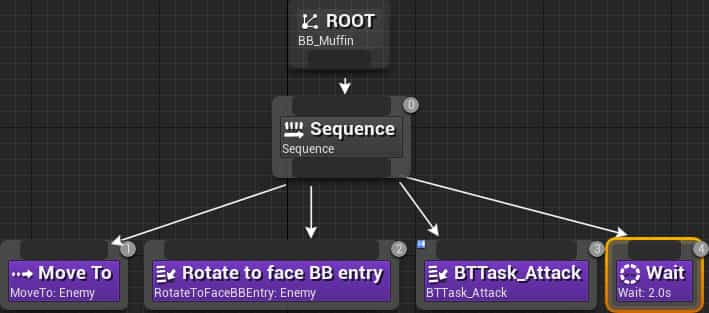 ROOT
BB_Muffin
0
Sequence
Sequence
1
2
3
4
Move To
Rotate to face BB entry
BTTask_Attack
Wait
MoveTo: Enemy
RotateToFaceBBEntry: Enemy
BTTask_Attack
Wait: 2.0s